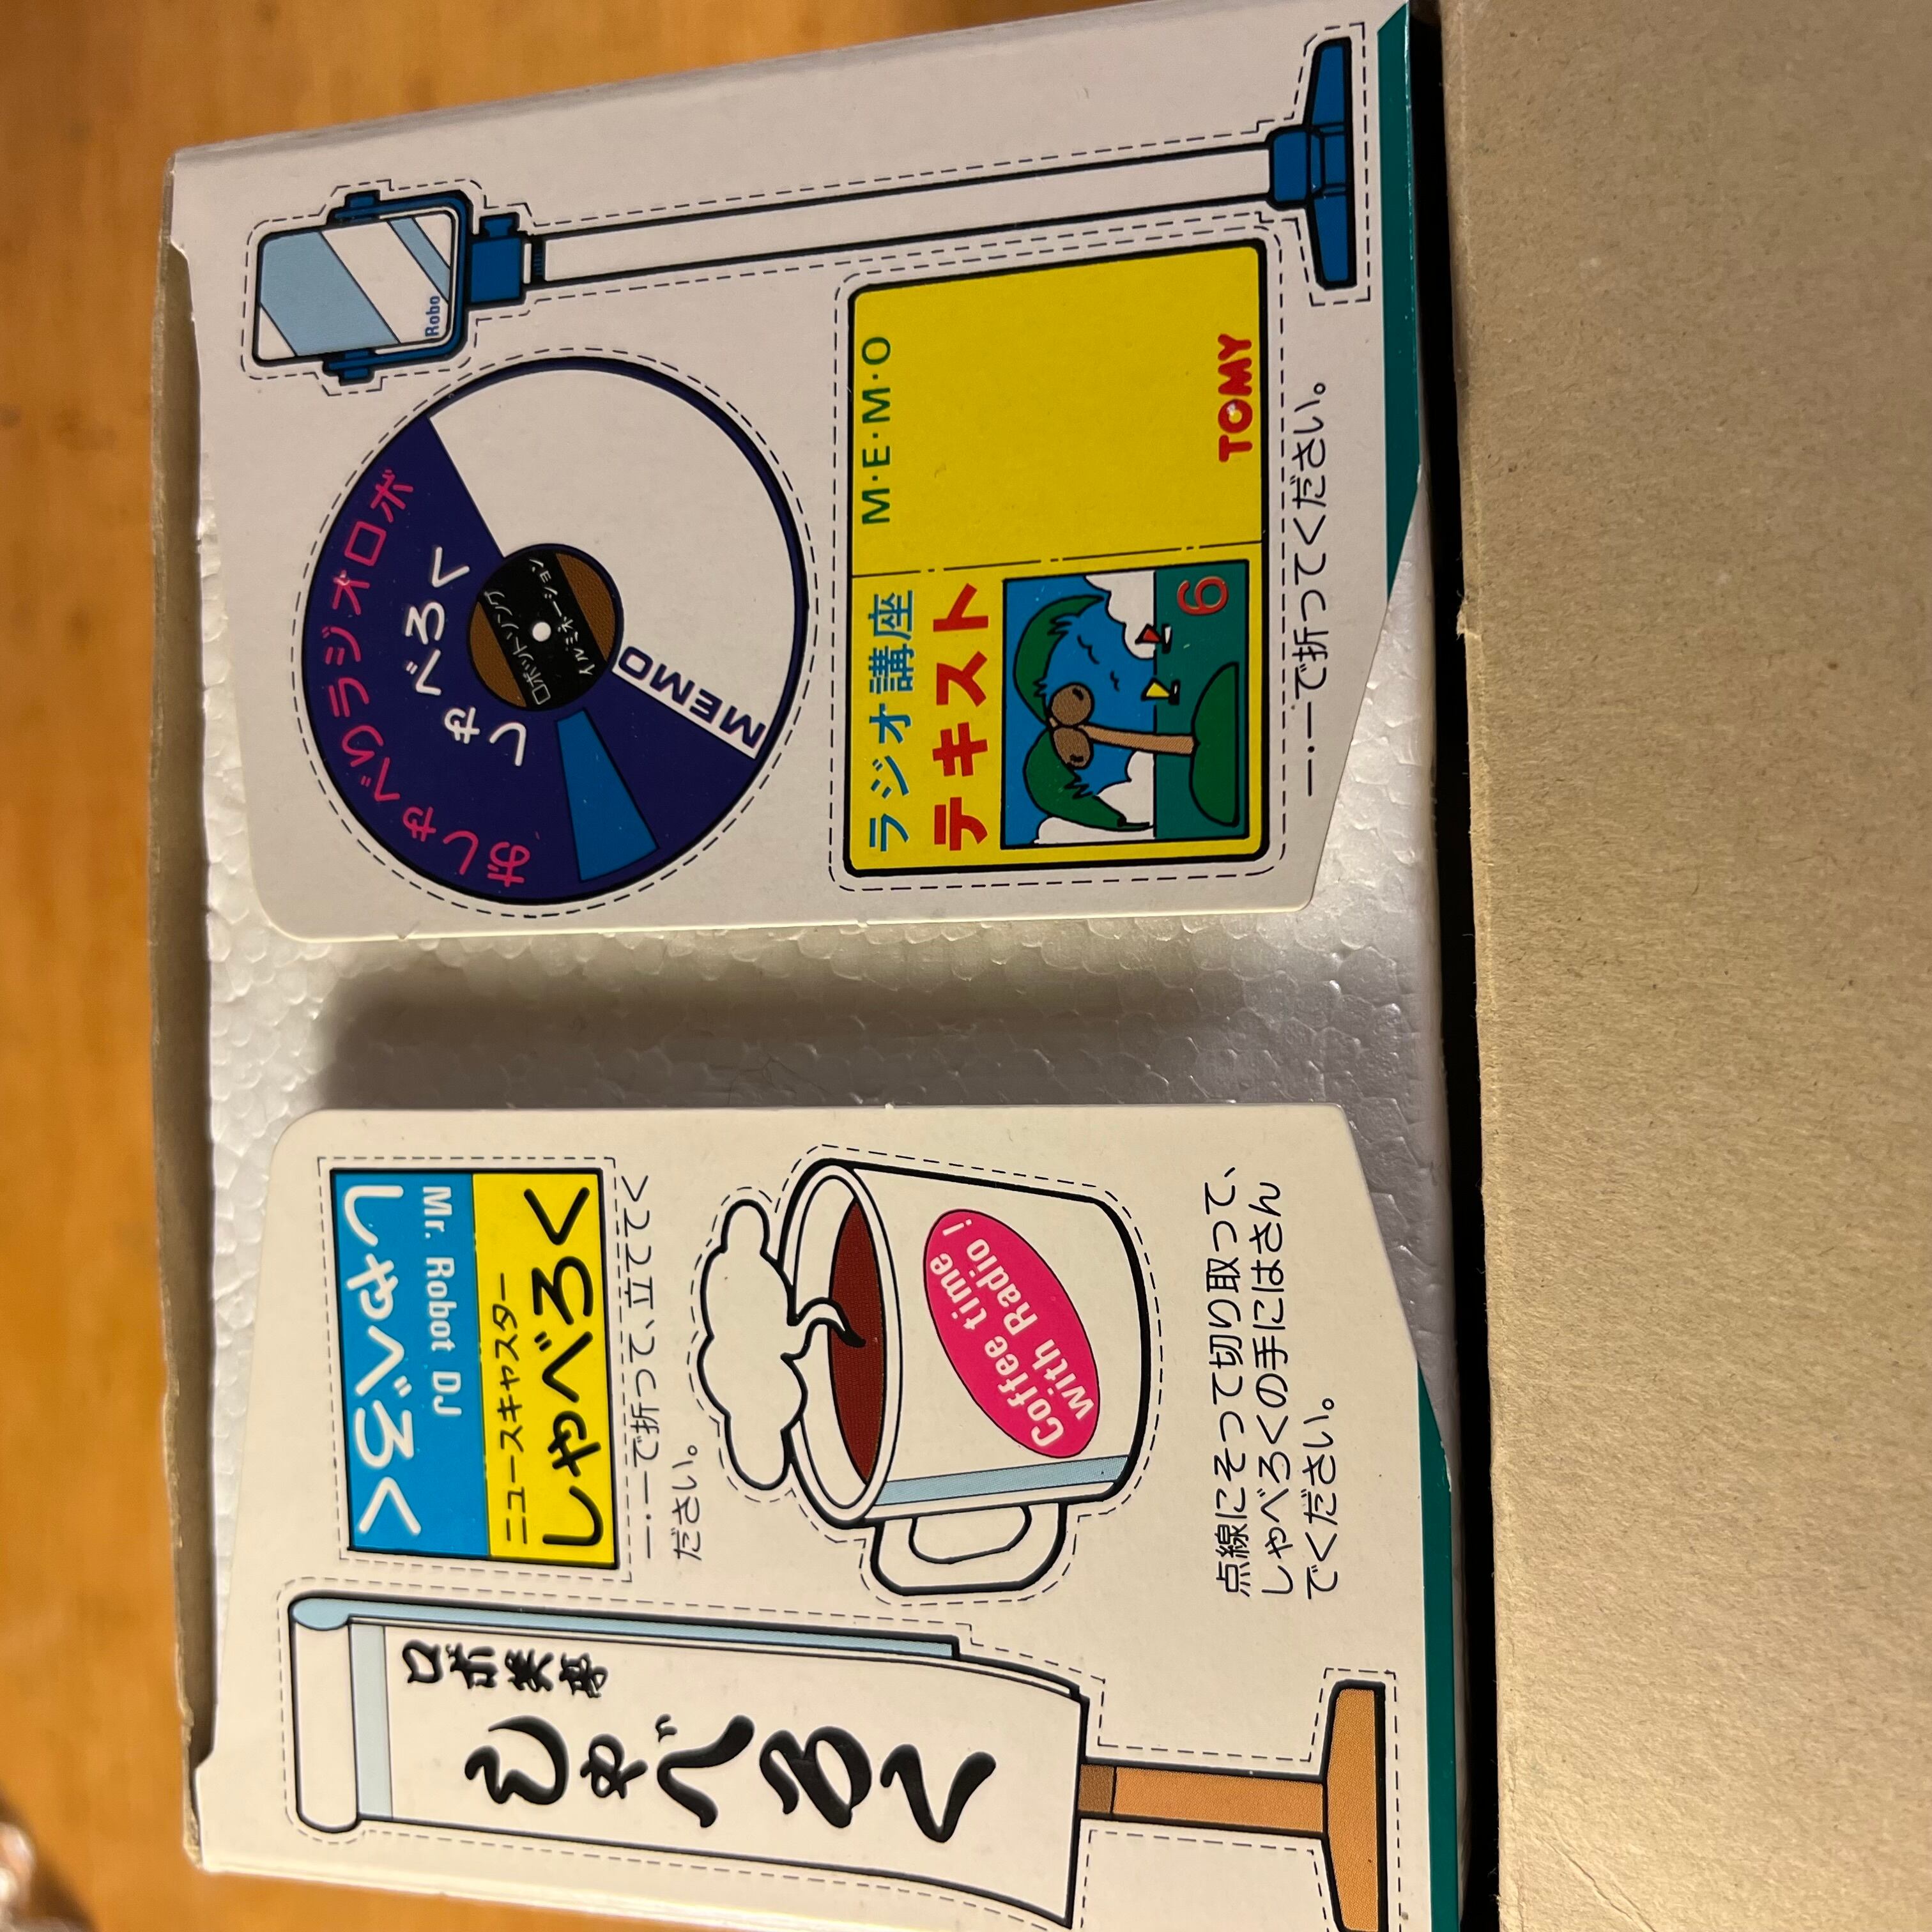 ロボ笑亭
しゃべろく
しゃべろく
Mr. Robot DJ
ニュースキャスター
しゃべろく
—・—で折って、立ててく
ださい。
Coffee time
with Radio!
点線にそって切り取って、
しゃべろくの手にはさん
でください。
おしゃべりラジオロボ
しゃべろく
ロボット・ソング
イルミネーション
MEMO
ラジオ講座
テキスト
6
M・E・M・O
TOMY
—・—で折ってください。
Robo